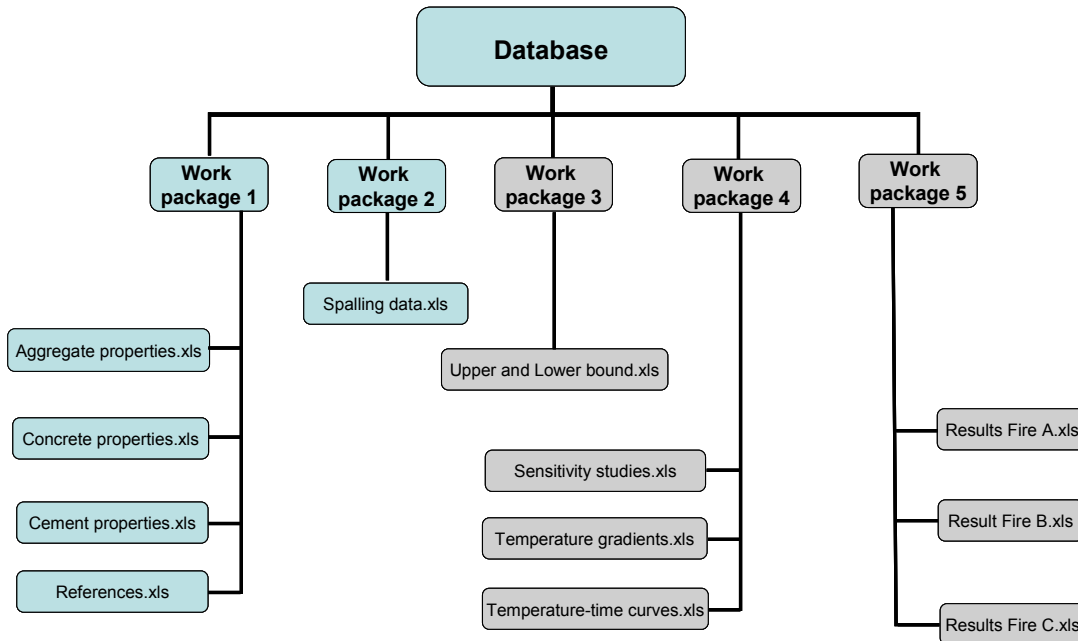 Database
Work
package 1
Work
package 2
Work
package 3
Work
package 4
Work
package 5
Spalling data.xls
Aggregate properties.xls
Upper and Lower bound.xls
Concrete properties.xls
Results Fire A.xls
Sensitivity studies.xls
Cement properties.xls
Result Fire B.xls
Temperature gradients.xls
References.xls
Temperature-time curves.xls
Results Fire C.xls